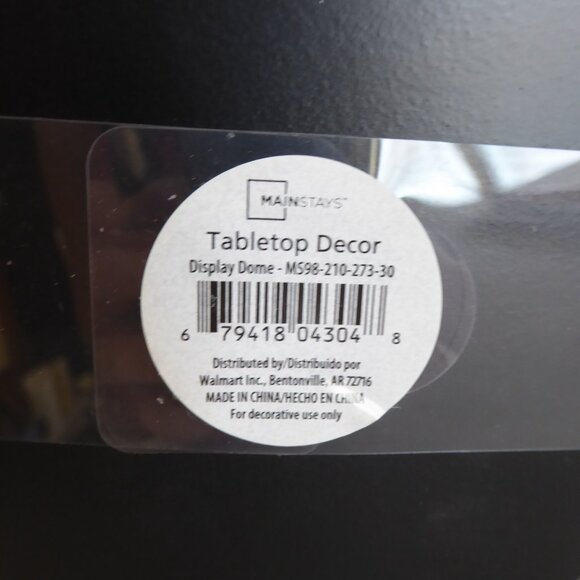 MAINSTAYS™
Tabletop Decor
Display Dome - MS98-210-273-30
6 79418 04304 8
Distributed by/Distribuido por
Walmart Inc., Bentonville, AR 72716
MADE IN CHINA/HECHO EN CHINA
For decorative use only